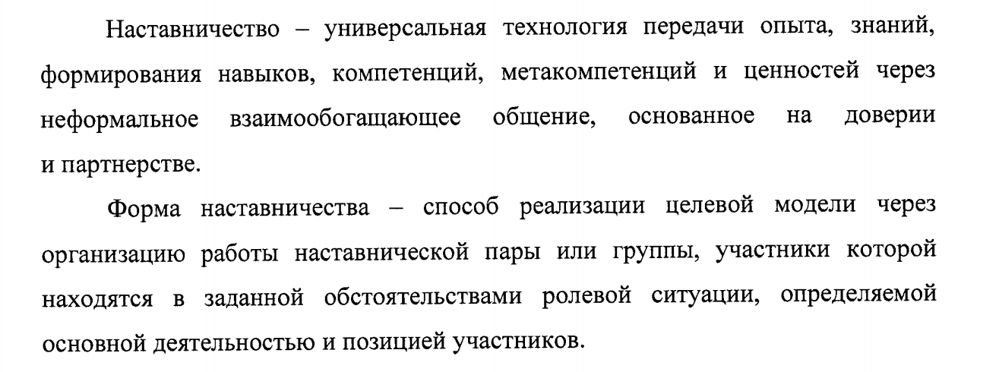 Наставничество – универсальная технология передачи опыта, знаний,
формирования навыков, компетенций, метакомпетенций и ценностей через
неформальное взаимообогащающее общение, основанное на доверии
и партнерстве.
Форма наставничества – способ реализации целевой модели через
организацию работы наставнической пары или группы, участники которой
находятся в заданной обстоятельствами ролевой ситуации, определяемой
основной деятельностью и позицией участников.